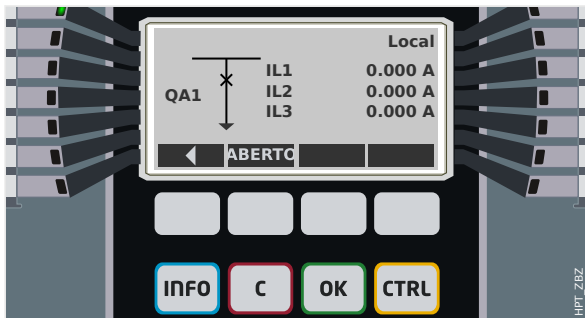 Local
IL1 0.000 A
QA1
IL2 0.000 A
IL3 0.000 A
ABERTO
INFO C OK CTRL
HPT_ZBZ